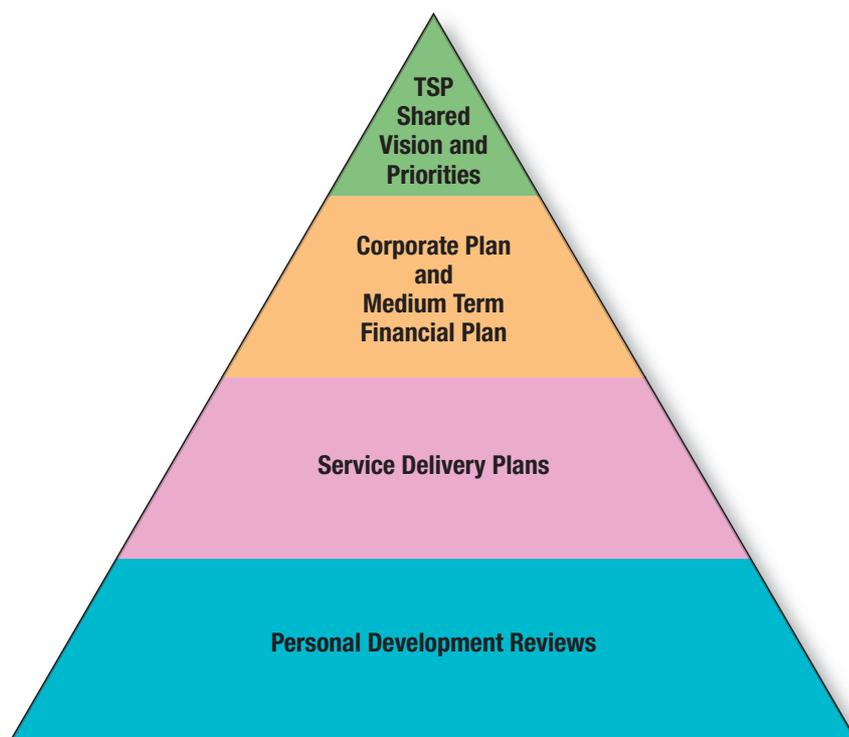 TSP
Shared
Vision and
Priorities
Corporate Plan
and
Medium Term
Financial Plan
Service Delivery Plans
Personal Development Reviews